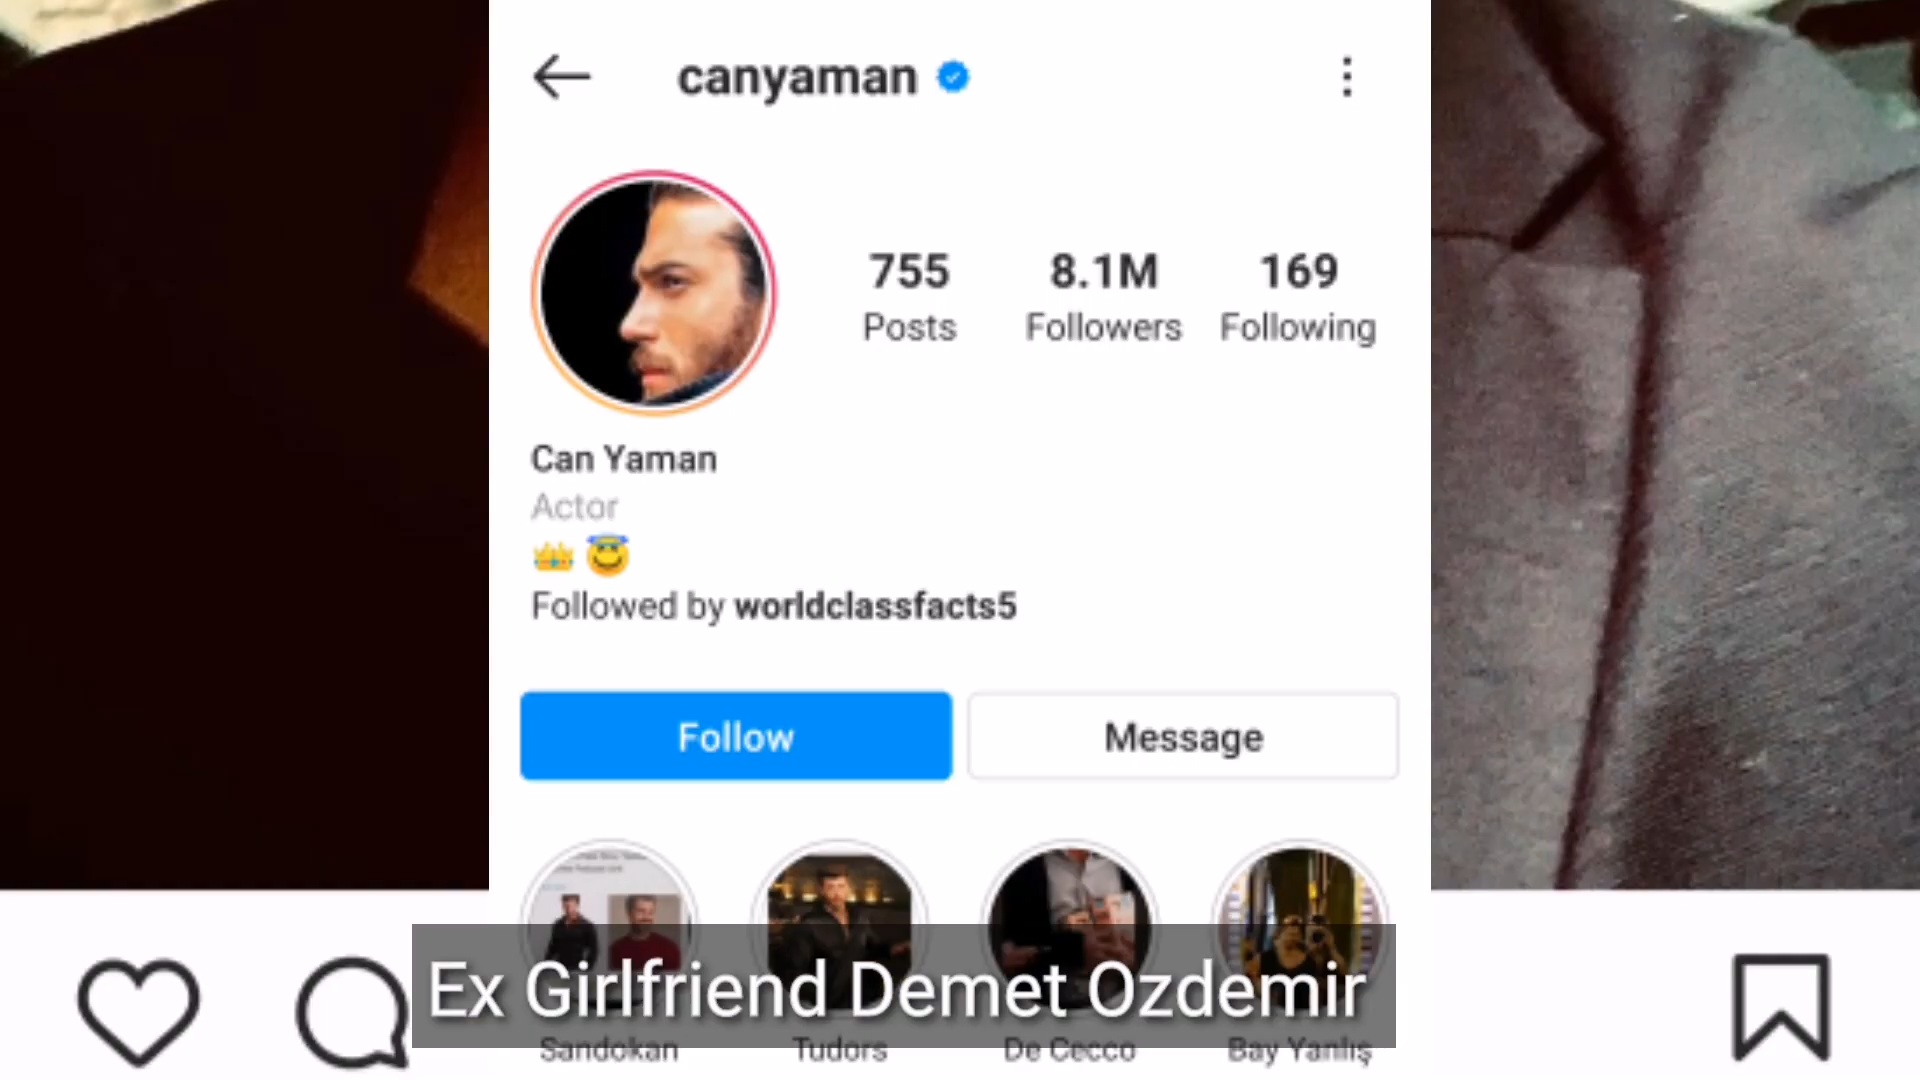 canyaman
755 8.1M 169
Posts Followers Following
Can Yaman
Actor
Followed by worldclassfacts5
Follow Message
Ex Girlfriend Demet Ozdemir
Sandokan Tudors De Cecco Bay Yanlış